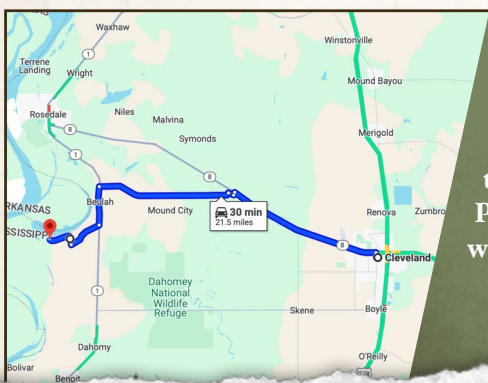 Waxhaw
Winstonville
1
Terrene
Landing
Wright
Mound Bayou
Rosedale
Niles
Malvina
8
Merigold
Symonds
1
8
Beulah
Mound City
30 min
21.5 miles
Renova
Zumbro
8
Cleveland
Dahomey
National
Wildlife
Refuge
1
Skene
Boyle
Dahomy
O'Reilly
Bolivar
Benoit
278